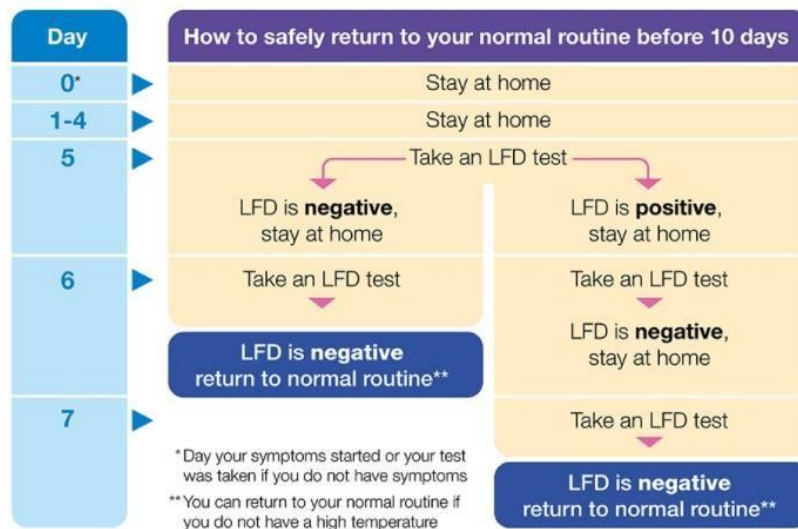 Day
How to safely return to your normal routine before 10 days
0*
Stay at home
1-4
Stay at home
5
Take an LFD test
LFD is negative,
stay at home
LFD is positive,
stay at home
6
Take an LFD test
LFD is negative
return to normal routine**
Take an LFD test
LFD is negative,
stay at home
7
Take an LFD test
LFD is negative
return to normal routine**
*Day your symptoms started or your test
was taken if you do not have symptoms
**You can return to your normal routine if
you do not have a high temperature